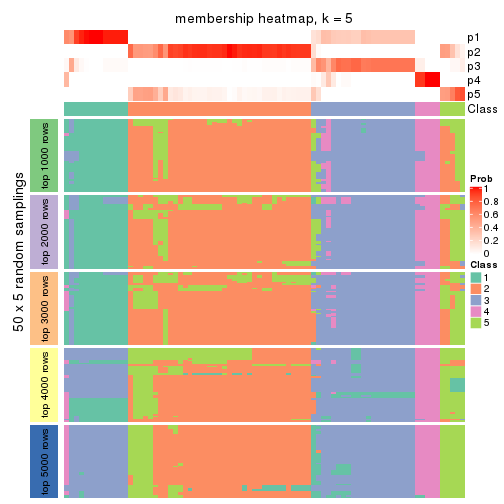 membership heatmap, k = 5
p1
p2
p3
p4
p5
Class
50 x 5 random samplings
top 1000 rows
top 2000 rows
top 3000 rows
top 4000 rows
top 5000 rows
Prob
1
0.8
0.6
0.4
0.2
0
Class
1
2
3
4
5